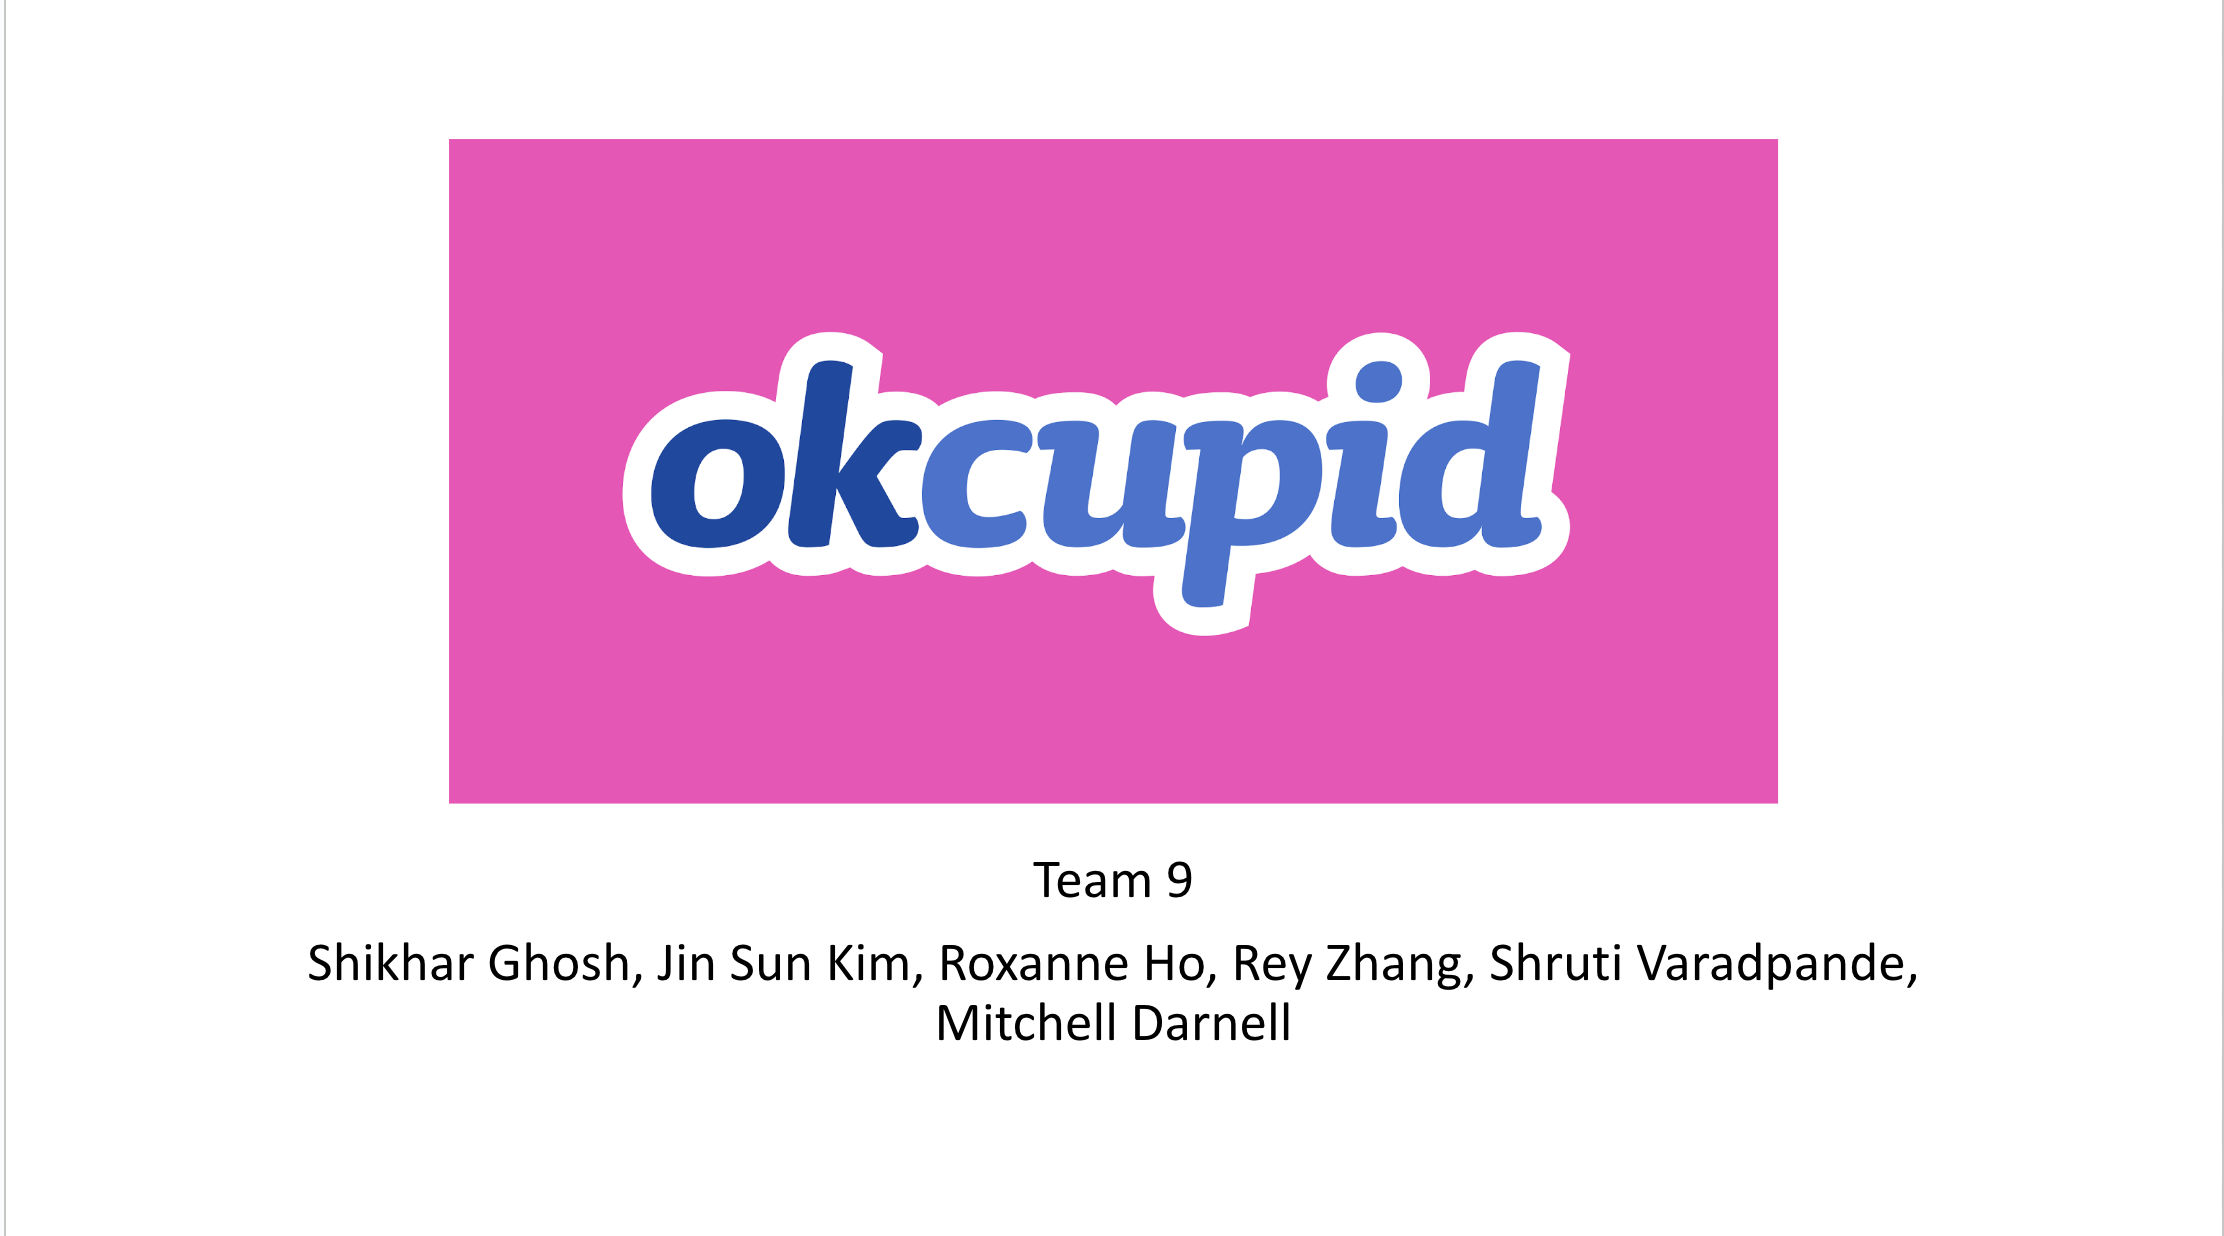 okcupid
Team 9
Shikhar Ghosh, Jin Sun Kim, Roxanne Ho, Rey Zhang, Shruti Varadpande,
Mitchell Darnell